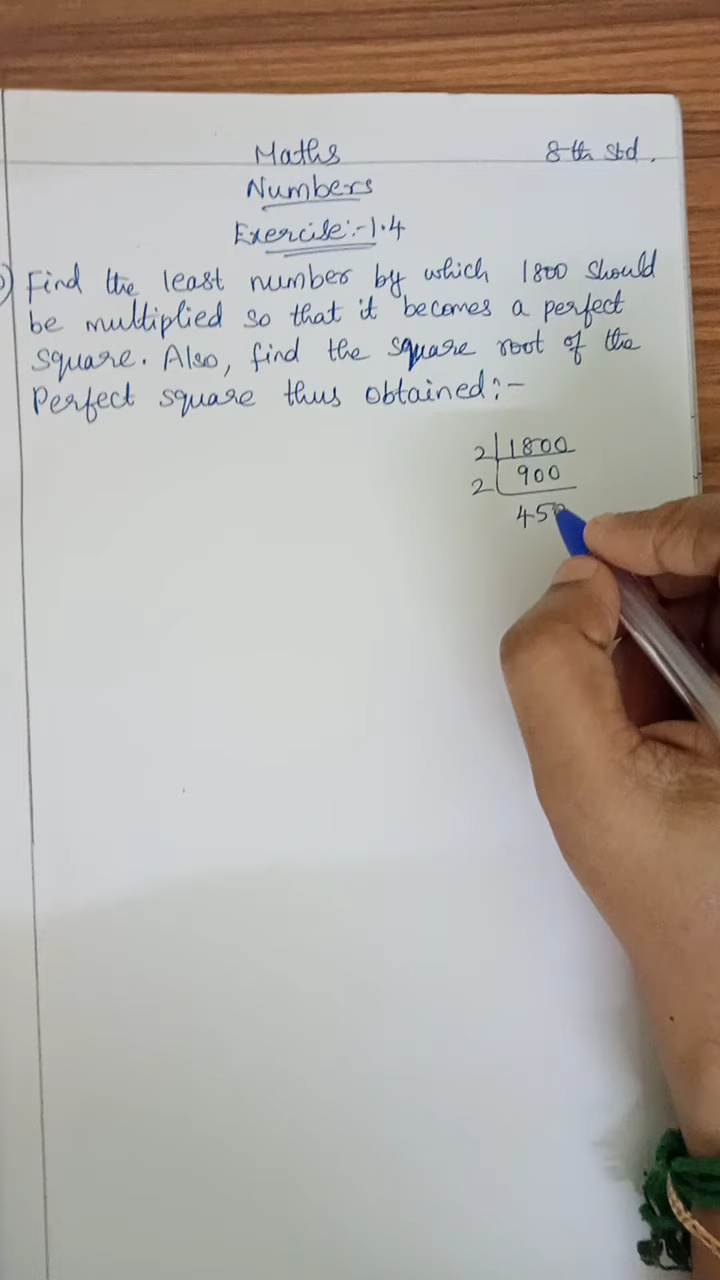 Maths 8th Std.
Numbers
Exercise:-1.4
) Find the least number by which 1800 should
be multiplied so that it becomes a perfect
square. Also, find the square root of the
Perfect square thus obtained:-
2 1800
2 900
450